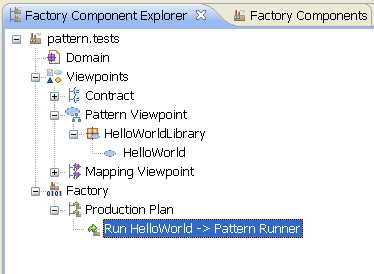 Factory Component Explorer Factory Components
pattern.tests
Domain
Viewpoints
Contract
Pattern Viewpoint
HelloWorldLibrary
HelloWorld
Mapping Viewpoint
Factory
Production Plan
Run HelloWorld -> Pattern Runner